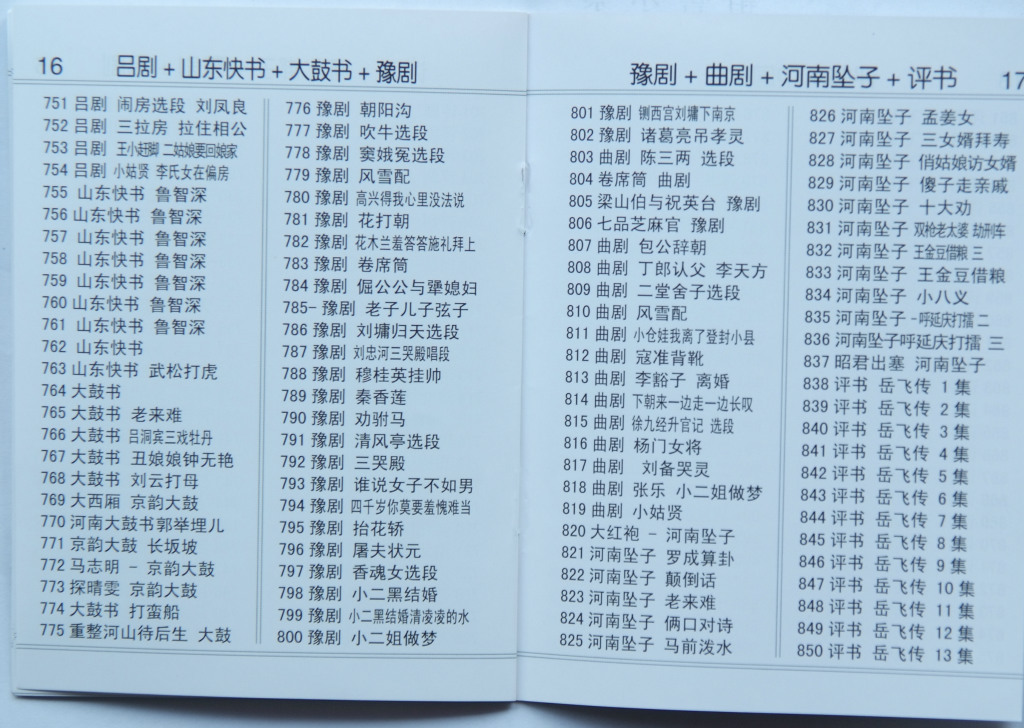 16 吕剧+山东快书+大鼓书+豫剧
751 吕剧 闹房选段 刘凤良
752 吕剧 三拉房 拉住相公
753 吕剧 王小赶脚 二姑娘要回娘家
754 吕剧 小姑贤 李氏女在偏房
755 山东快书 鲁智深
756 山东快书 鲁智深
757 山东快书 鲁智深
758 山东快书 鲁智深
759 山东快书 鲁智深
760 山东快书 鲁智深
761 山东快书 鲁智深
762 山东快书
763 山东快书 武松打虎
764 大鼓书
765 大鼓书 老来难
766 大鼓书 吕洞宾三戏牡丹
767 大鼓书 丑娘娘钟无艳
768 大鼓书 刘云打母
769 大西厢 京韵大鼓
770 河南大鼓书郭举埋儿
771 京韵大鼓 长坂坡
772 马志明 - 京韵大鼓
773 探晴雯 京韵大鼓
774 大鼓书 打蛮船
775 重整河山待后生 大鼓
776 豫剧 朝阳沟
777 豫剧 吹牛选段
778 豫剧 窦娥冤选段
779 豫剧 风雪配
780 豫剧 高兴得我心里没法说
781 豫剧 花打朝
782 豫剧 花木兰羞答答施礼拜上
783 豫剧 卷席筒
784 豫剧 倔公公与犟媳妇
785- 豫剧 老子儿子弦子
786 豫剧 刘墉归天选段
787 豫剧 刘忠河三哭殿唱段
788 豫剧 穆桂英挂帅
789 豫剧 秦香莲
790 豫剧 劝驸马
791 豫剧 清风亭选段
792 豫剧 三哭殿
793 豫剧 谁说女子不如男
794 豫剧 四千岁你莫要羞愧难当
795 豫剧 抬花轿
796 豫剧 屠夫状元
797 豫剧 香魂女选段
798 豫剧 小二黑结婚
799 豫剧 小二黑结婚清凌凌的水
800 豫剧 小二姐做梦
豫剧+曲剧+河南坠子+评书 17
801 豫剧 铡西宫刘墉下南京
802 豫剧 诸葛亮吊孝灵
803 曲剧 陈三两 选段
804 卷席筒 曲剧
805 梁山伯与祝英台 豫剧
806 七品芝麻官 豫剧
807 曲剧 包公辞朝
808 曲剧 丁郎认父 李天方
809 曲剧 二堂舍子选段
810 曲剧 风雪配
811 曲剧 小仓娃我离了登封小县
812 曲剧 寇准背靴
813 曲剧 李豁子 离婚
814 曲剧 下朝来一边走一边长叹
815 曲剧 徐九经升官记 选段
816 曲剧 杨门女将
817 曲剧 刘备哭灵
818 曲剧 张乐 小二姐做梦
819 曲剧 小姑贤
820 大红袍 - 河南坠子
821 河南坠子 罗成算卦
822 河南坠子 颠倒话
823 河南坠子 老来难
824 河南坠子 俩口对诗
825 河南坠子 马前泼水
826 河南坠子 孟姜女
827 河南坠子 三女婿拜寿
828 河南坠子 俏姑娘访女婿
829 河南坠子 傻子走亲戚
830 河南坠子 十大劝
831 河南坠子 双枪老太婆 劫刑车
832 河南坠子 王金豆借粮 三
833 河南坠子 王金豆借粮
834 河南坠子 小八义
835 河南坠子 -呼延庆打擂 二
836 河南坠子呼延庆打擂 三
837 昭君出塞 河南坠子
838 评书 岳飞传 1 集
839 评书 岳飞传 2 集
840 评书 岳飞传 3 集
841 评书 岳飞传 4 集
842 评书 岳飞传 5 集
843 评书 岳飞传 6 集
844 评书 岳飞传 7 集
845 评书 岳飞传 8 集
846 评书 岳飞传 9 集
847 评书 岳飞传 10 集
848 评书 岳飞传 11 集
849 评书 岳飞传 12 集
850 评书 岳飞传 13 集